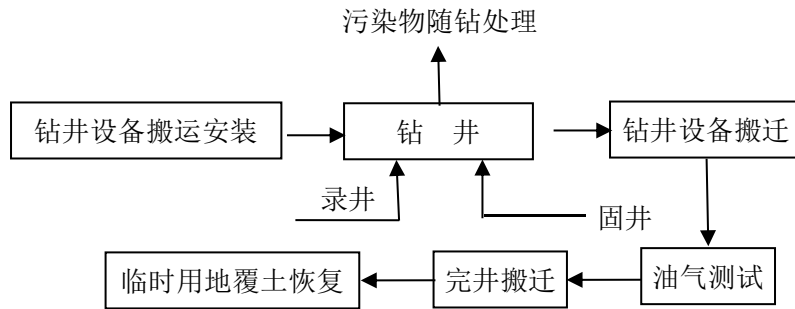 污染物随钻处理
钻井设备搬运安装
钻 井
钻井设备搬迁
录井
固井
临时用地覆土恢复
完井搬迁
油气测试